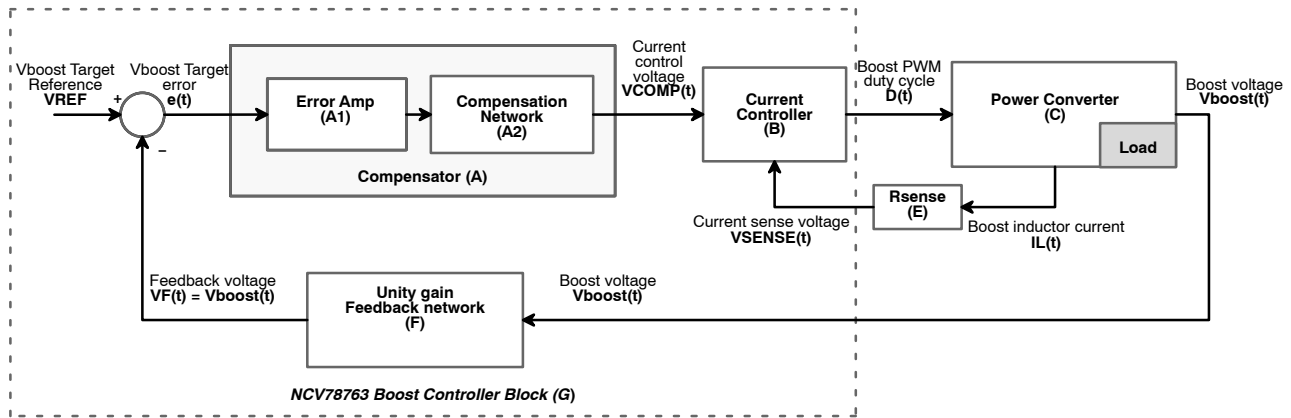 Vboost Target
Reference
VREF
+
−
Vboost Target
error
e(t)
Error Amp
(A1)
Compensation
Network
(A2)
Compensator (A)
Current
control
voltage
VCOMP(t)
Current
Controller
(B)
Boost PWM
duty cycle
D(t)
Power Converter
(C)
Load
Boost voltage
Vboost(t)
Rsense
(E)
Current sense voltage
VSENSE(t)
Boost inductor current
IL(t)
Feedback voltage
VF(t) = Vboost(t)
Unity gain
Feedback network
(F)
Boost voltage
Vboost(t)
NCV78763 Boost Controller Block (G)